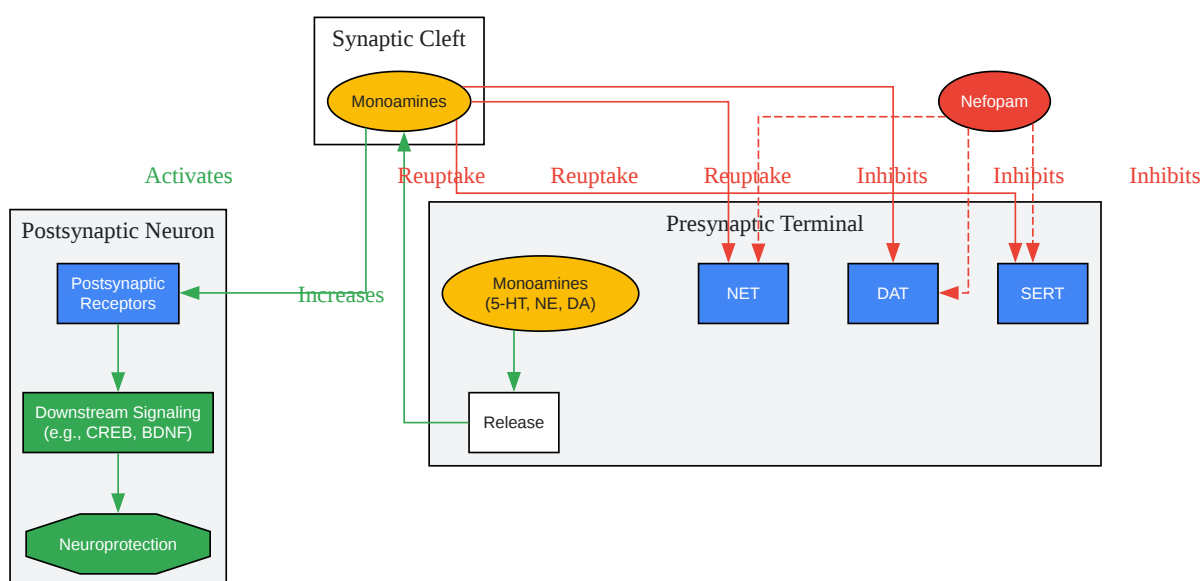 Synaptic Cleft
Monoamines
Nefopam
Activates
Reuptake
Reuptake
Reuptake
Inhibits
Inhibits
Inhibits
Postsynaptic Neuron
Presynaptic Terminal
Postsynaptic
Receptors
Increases
Monoamines
(5-HT, NE, DA)
NET
DAT
SERT
Downstream Signaling
(e.g., CREB, BDNF)
Release
Neuroprotection